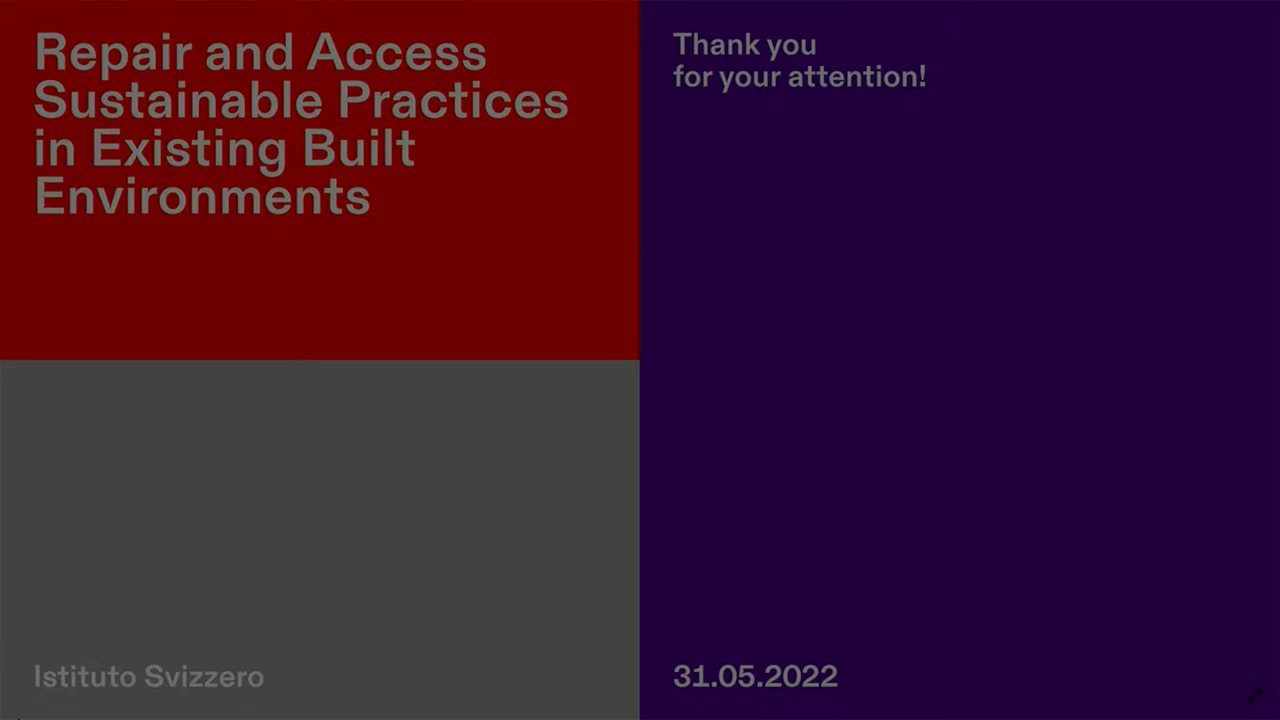 Repair and Access
Sustainable Practices
in Existing Built
Environments
Istituto Svizzero
Thank you
for your attention!
31.05.2022